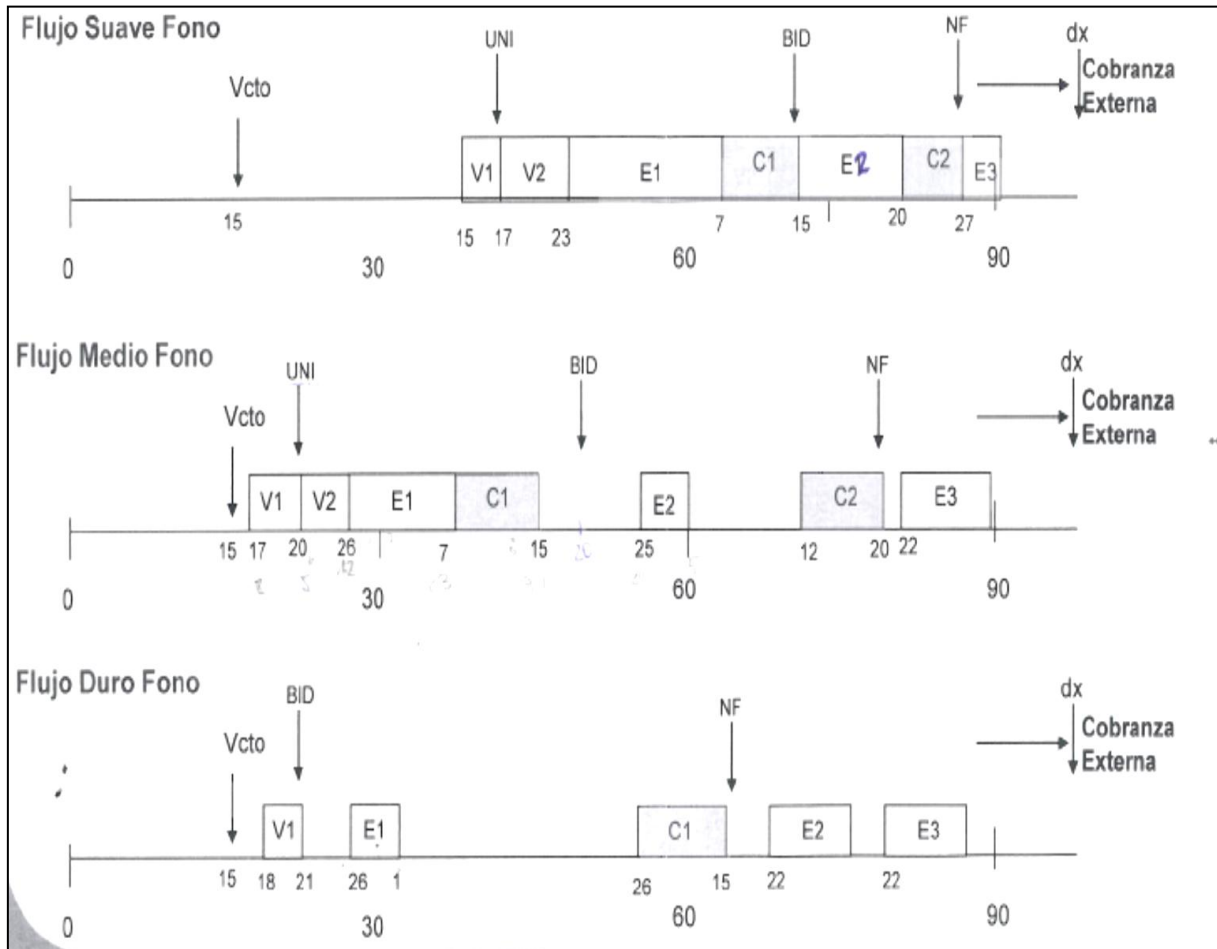 Flujo Suave Fono
UNI
BID
NF
dx
Vcto
Cobranza
Externa
V1 V2 E1 C1 E2 C2 E3
15
15 17 23 7 15 20 27
0 30 60 90
Flujo Medio Fono
UNI
BID
NF
dx
Vcto
Cobranza
Externa
V1 V2 E1 C1 E2 C2 E3
15 17 20 26 7 15 25 12 20 22
0 30 60 90
Flujo Duro Fono
BID
NF
dx
Vcto
Cobranza
Externa
V1 E1 C1 E2 E3
15 18 21 26 1 26 15 22 22
0 30 60 90